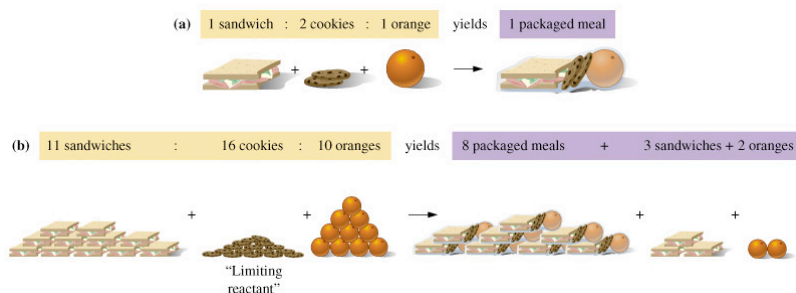 (a) 1 sandwich : 2 cookies : 1 orange yields 1 packaged meal
+ +
(b) 11 sandwiches : 16 cookies : 10 oranges yields 8 packaged meals + 3 sandwiches + 2 oranges
+ + + +
“Limiting
reactant”